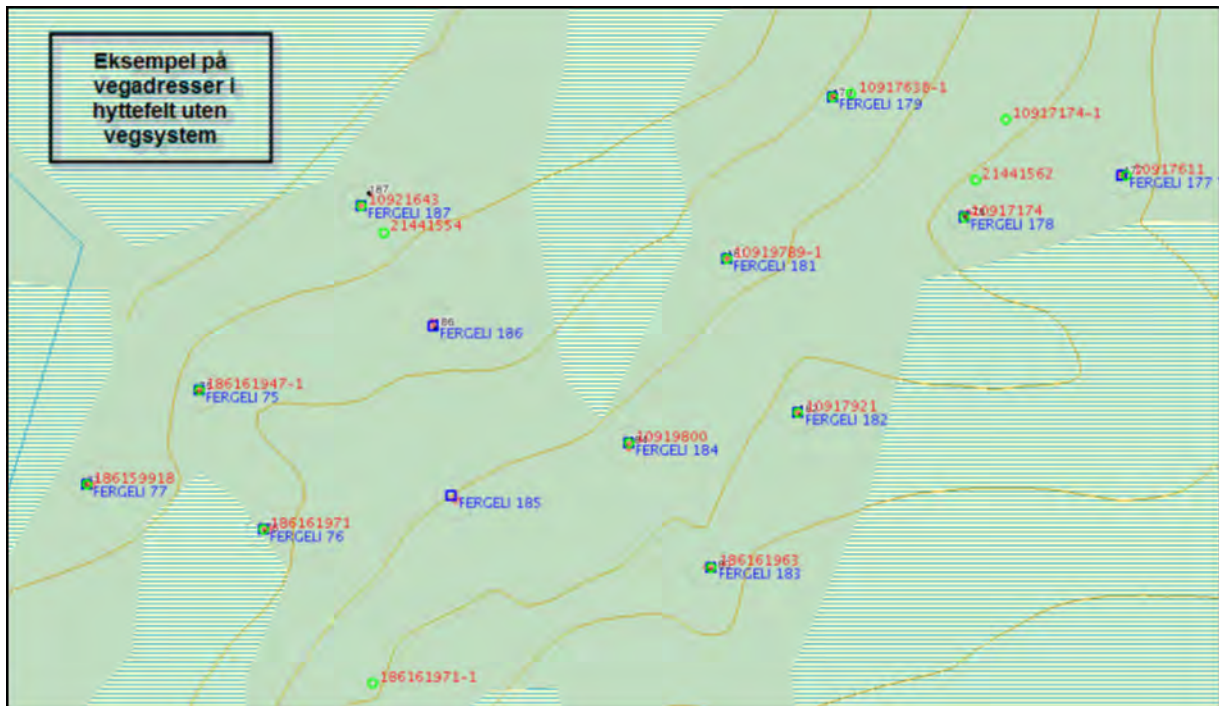 Eksempel på
vegadresser i
hyttefelt uten
vegsystem
10917638-1
FERGELI 179
10917174-1
10917611
FERGELI 177
21441562
187
10921643
FERGELI 187
10917174
FERGELI 178
21441554
10919789-1
FERGELI 181
86
FERGELI 186
186161947-1
FERGELI 75
10917921
FERGELI 182
10919800
FERGELI 184
186159918
FERGELI 77
FERGELI 185
186161971
FERGELI 76
186161963
FERGELI 183
186161971-1